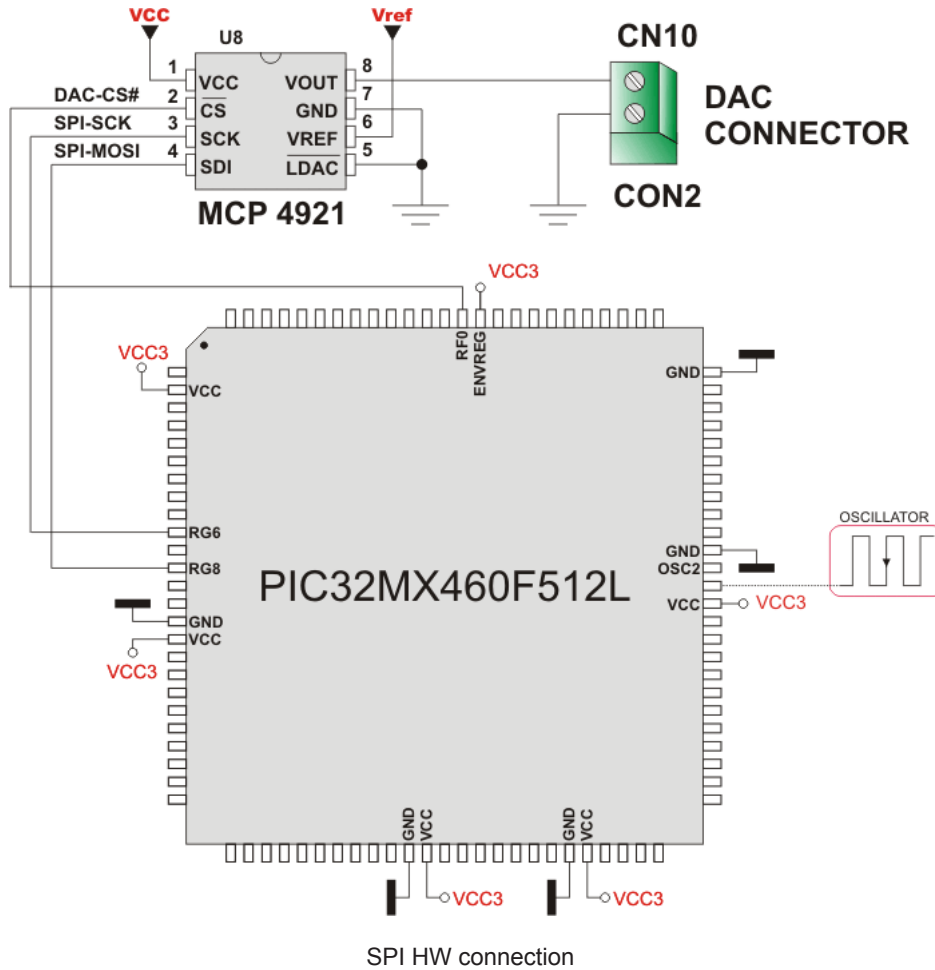 VCC
Vref
U8
1
VCC
VOUT
8
DAC-CS#
2
CS
GND
7
SPI-SCK
3
SCK
VREF
6
SPI-MOSI
4
SDI
LDAC
5
MCP 4921
CN10
DAC
CONNECTOR
CON2
VCC3
RF0
ENVREG
VCC3
VCC
GND
RG6
RG8
GND
VCC
VCC3
PIC32MX460F512L
OSCILLATOR
GND
OSC2
VCC
VCC3
GND
VCC
VCC3
GND
VCC
VCC3
SPI HW connection